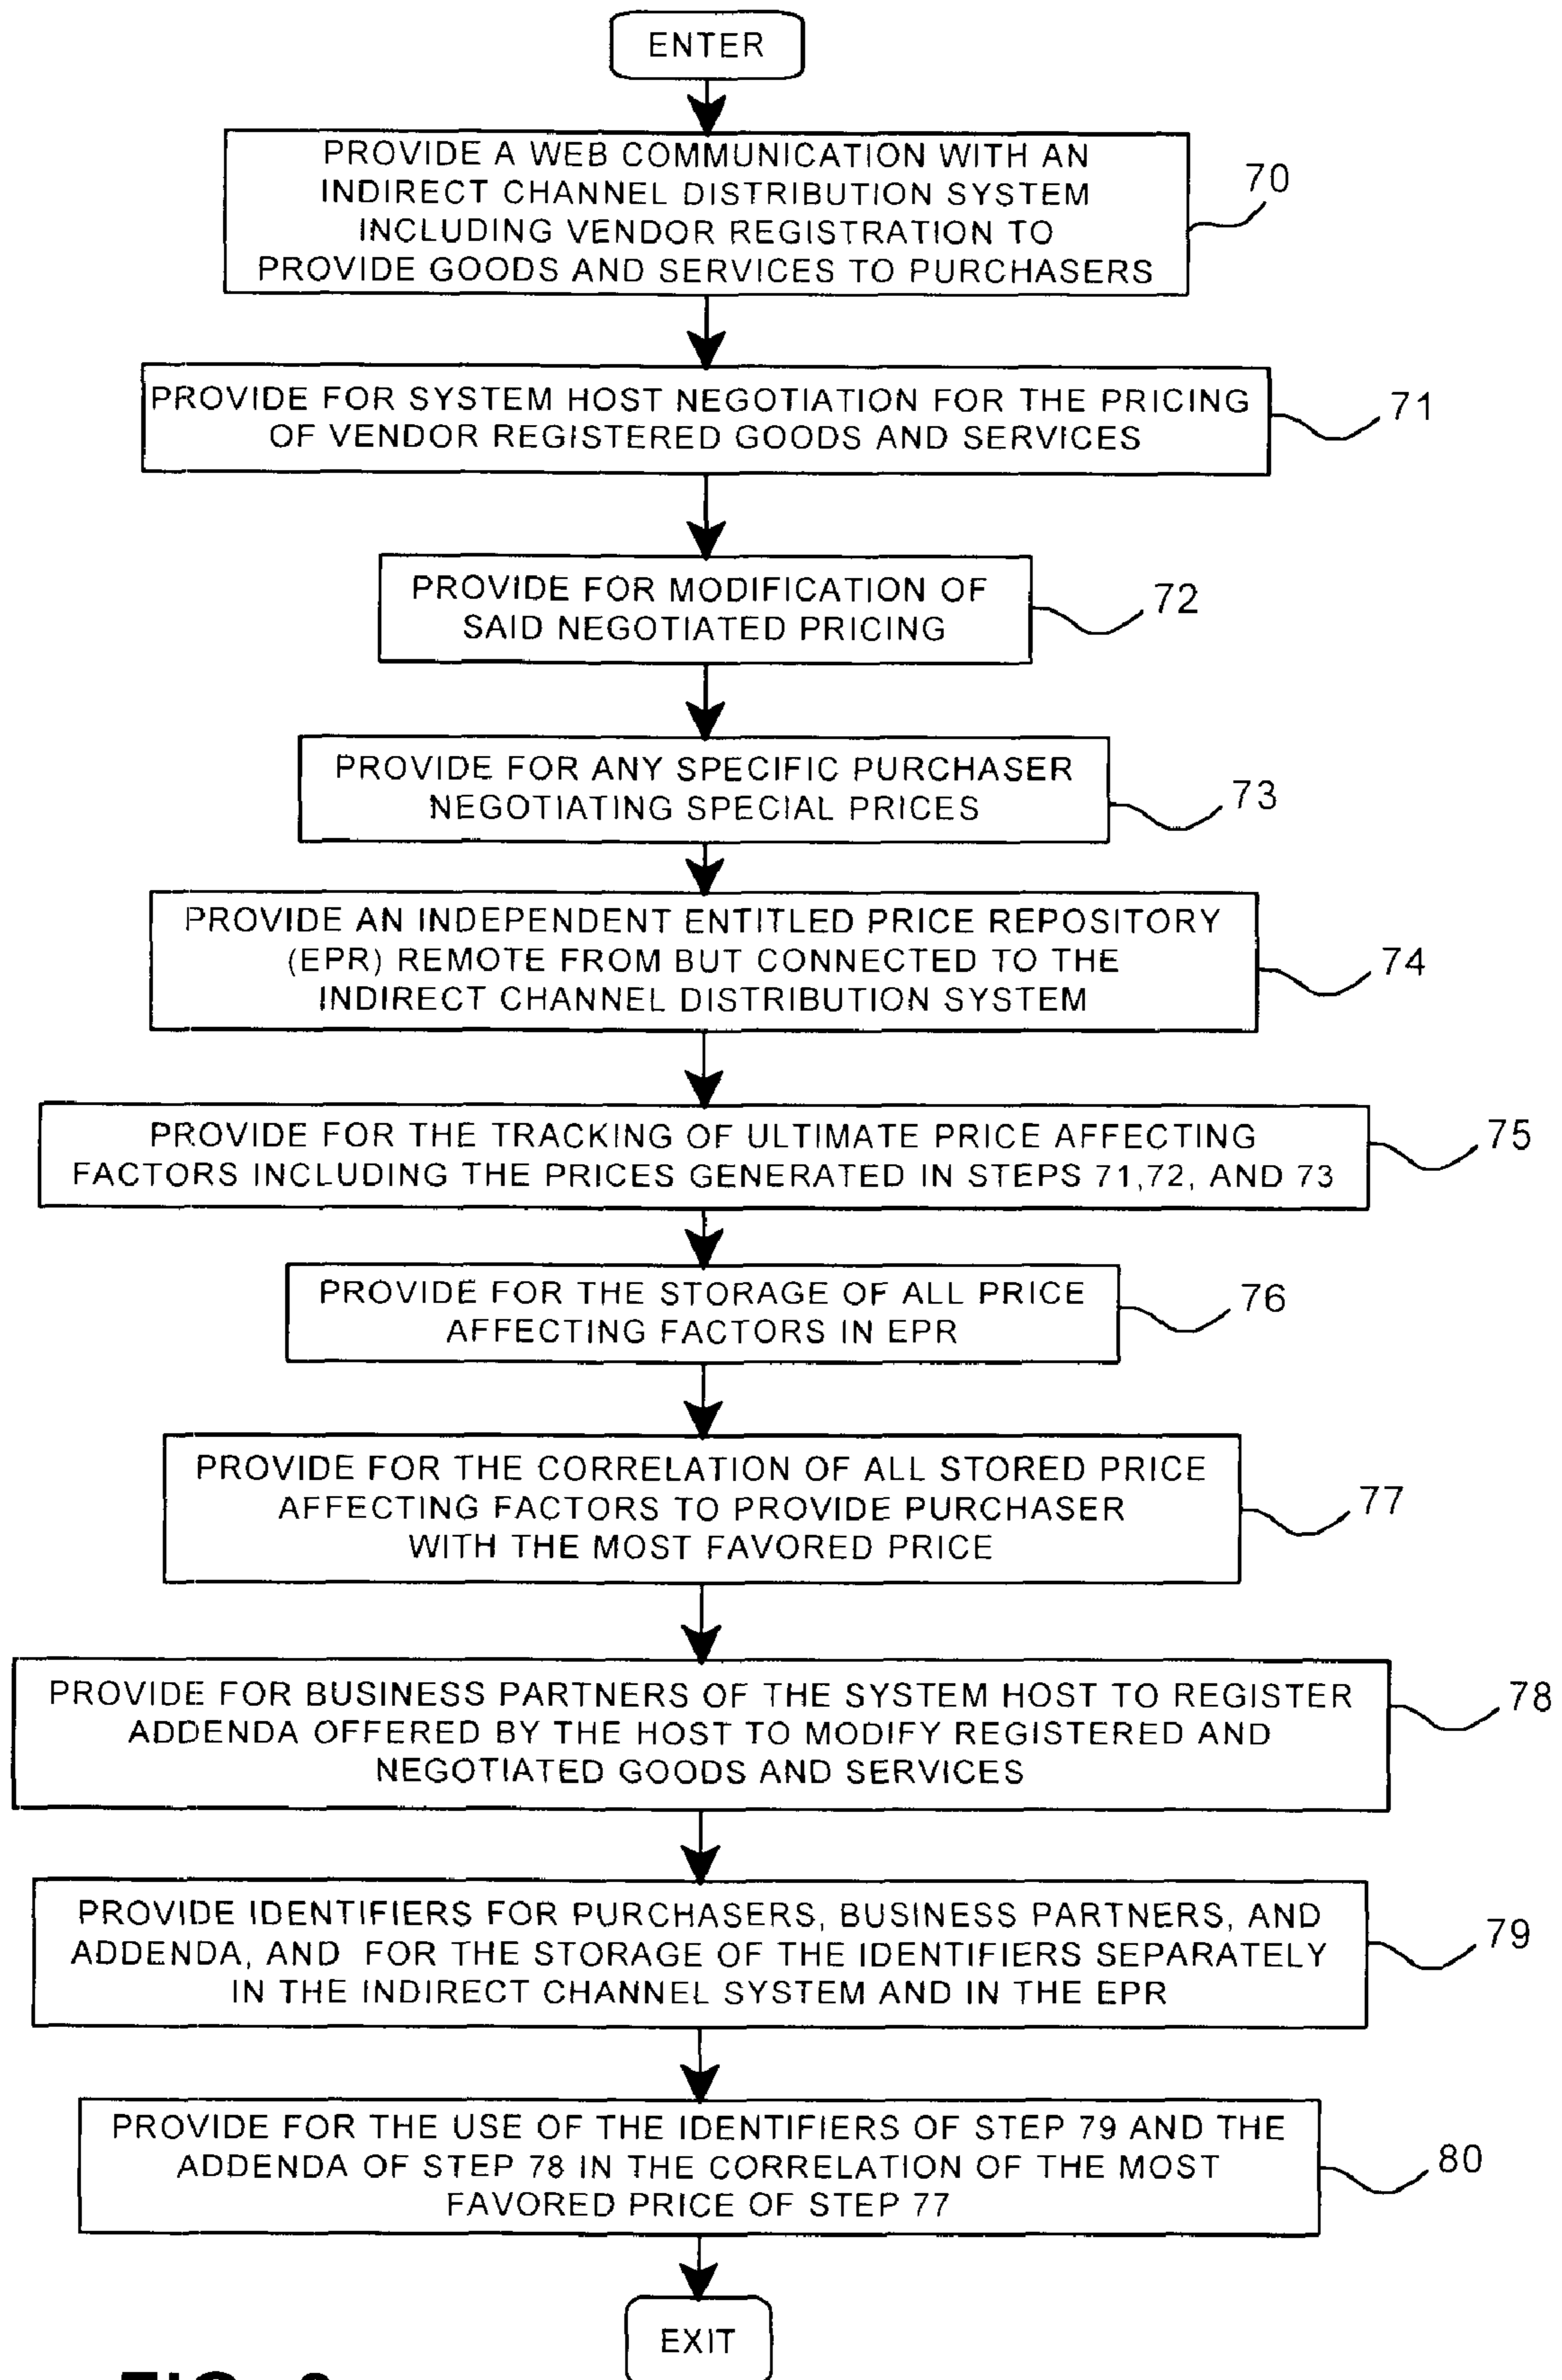 ENTER
PROVIDE A WEB COMMUNICATION WITH AN
INDIRECT CHANNEL DISTRIBUTION SYSTEM
INCLUDING VENDOR REGISTRATION TO
PROVIDE GOODS AND SERVICES TO PURCHASERS
70
PROVIDE FOR SYSTEM HOST NEGOTIATION FOR THE PRICING
OF VENDOR REGISTERED GOODS AND SERVICES
71
PROVIDE FOR MODIFICATION OF
SAID NEGOTIATED PRICING
72
PROVIDE FOR ANY SPECIFIC PURCHASER
NEGOTIATING SPECIAL PRICES
73
PROVIDE AN INDEPENDENT ENTITLED PRICE REPOSITORY
(EPR) REMOTE FROM BUT CONNECTED TO THE
INDIRECT CHANNEL DISTRIBUTION SYSTEM
74
PROVIDE FOR THE TRACKING OF ULTIMATE PRICE AFFECTING
FACTORS INCLUDING THE PRICES GENERATED IN STEPS 71,72, AND 73
75
PROVIDE FOR THE STORAGE OF ALL PRICE
AFFECTING FACTORS IN EPR
76
PROVIDE FOR THE CORRELATION OF ALL STORED PRICE
AFFECTING FACTORS TO PROVIDE PURCHASER
WITH THE MOST FAVORED PRICE
77
PROVIDE FOR BUSINESS PARTNERS OF THE SYSTEM HOST TO REGISTER
ADDENDA OFFERED BY THE HOST TO MODIFY REGISTERED AND
NEGOTIATED GOODS AND SERVICES
78
PROVIDE IDENTIFIERS FOR PURCHASERS, BUSINESS PARTNERS, AND
ADDENDA, AND FOR THE STORAGE OF THE IDENTIFIERS SEPARATELY
IN THE INDIRECT CHANNEL SYSTEM AND IN THE EPR
79
PROVIDE FOR THE USE OF THE IDENTIFIERS OF STEP 79 AND THE
ADDENDA OF STEP 78 IN THE CORRELATION OF THE MOST
FAVORED PRICE OF STEP 77
80
EXIT